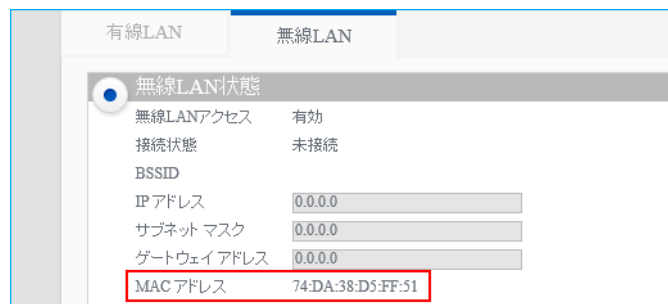 有線LAN 無線LAN
無線LAN状態
無線LANアクセス 有効
接続状態 未接続
BSSID
IPアドレス 0.0.0.0
サブネット マスク 0.0.0.0
ゲートウェイ アドレス 0.0.0.0
MAC アドレス 74:DA:38:D5:FF:51